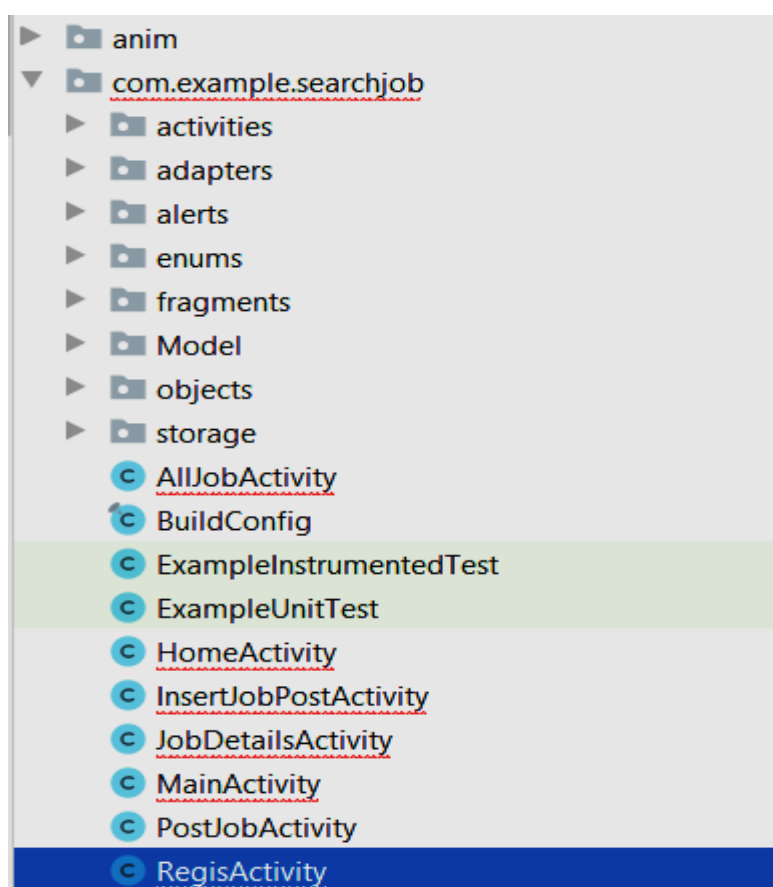 anim
com.example.searchjob
activities
adapters
alerts
enums
fragments
Model
objects
storage
C AllJobActivity
C BuildConfig
C ExampleInstrumentedTest
C ExampleUnitTest
C HomeActivity
C InsertJobPostActivity
C JobDetailsActivity
C MainActivity
C PostJobActivity
C RegisActivity